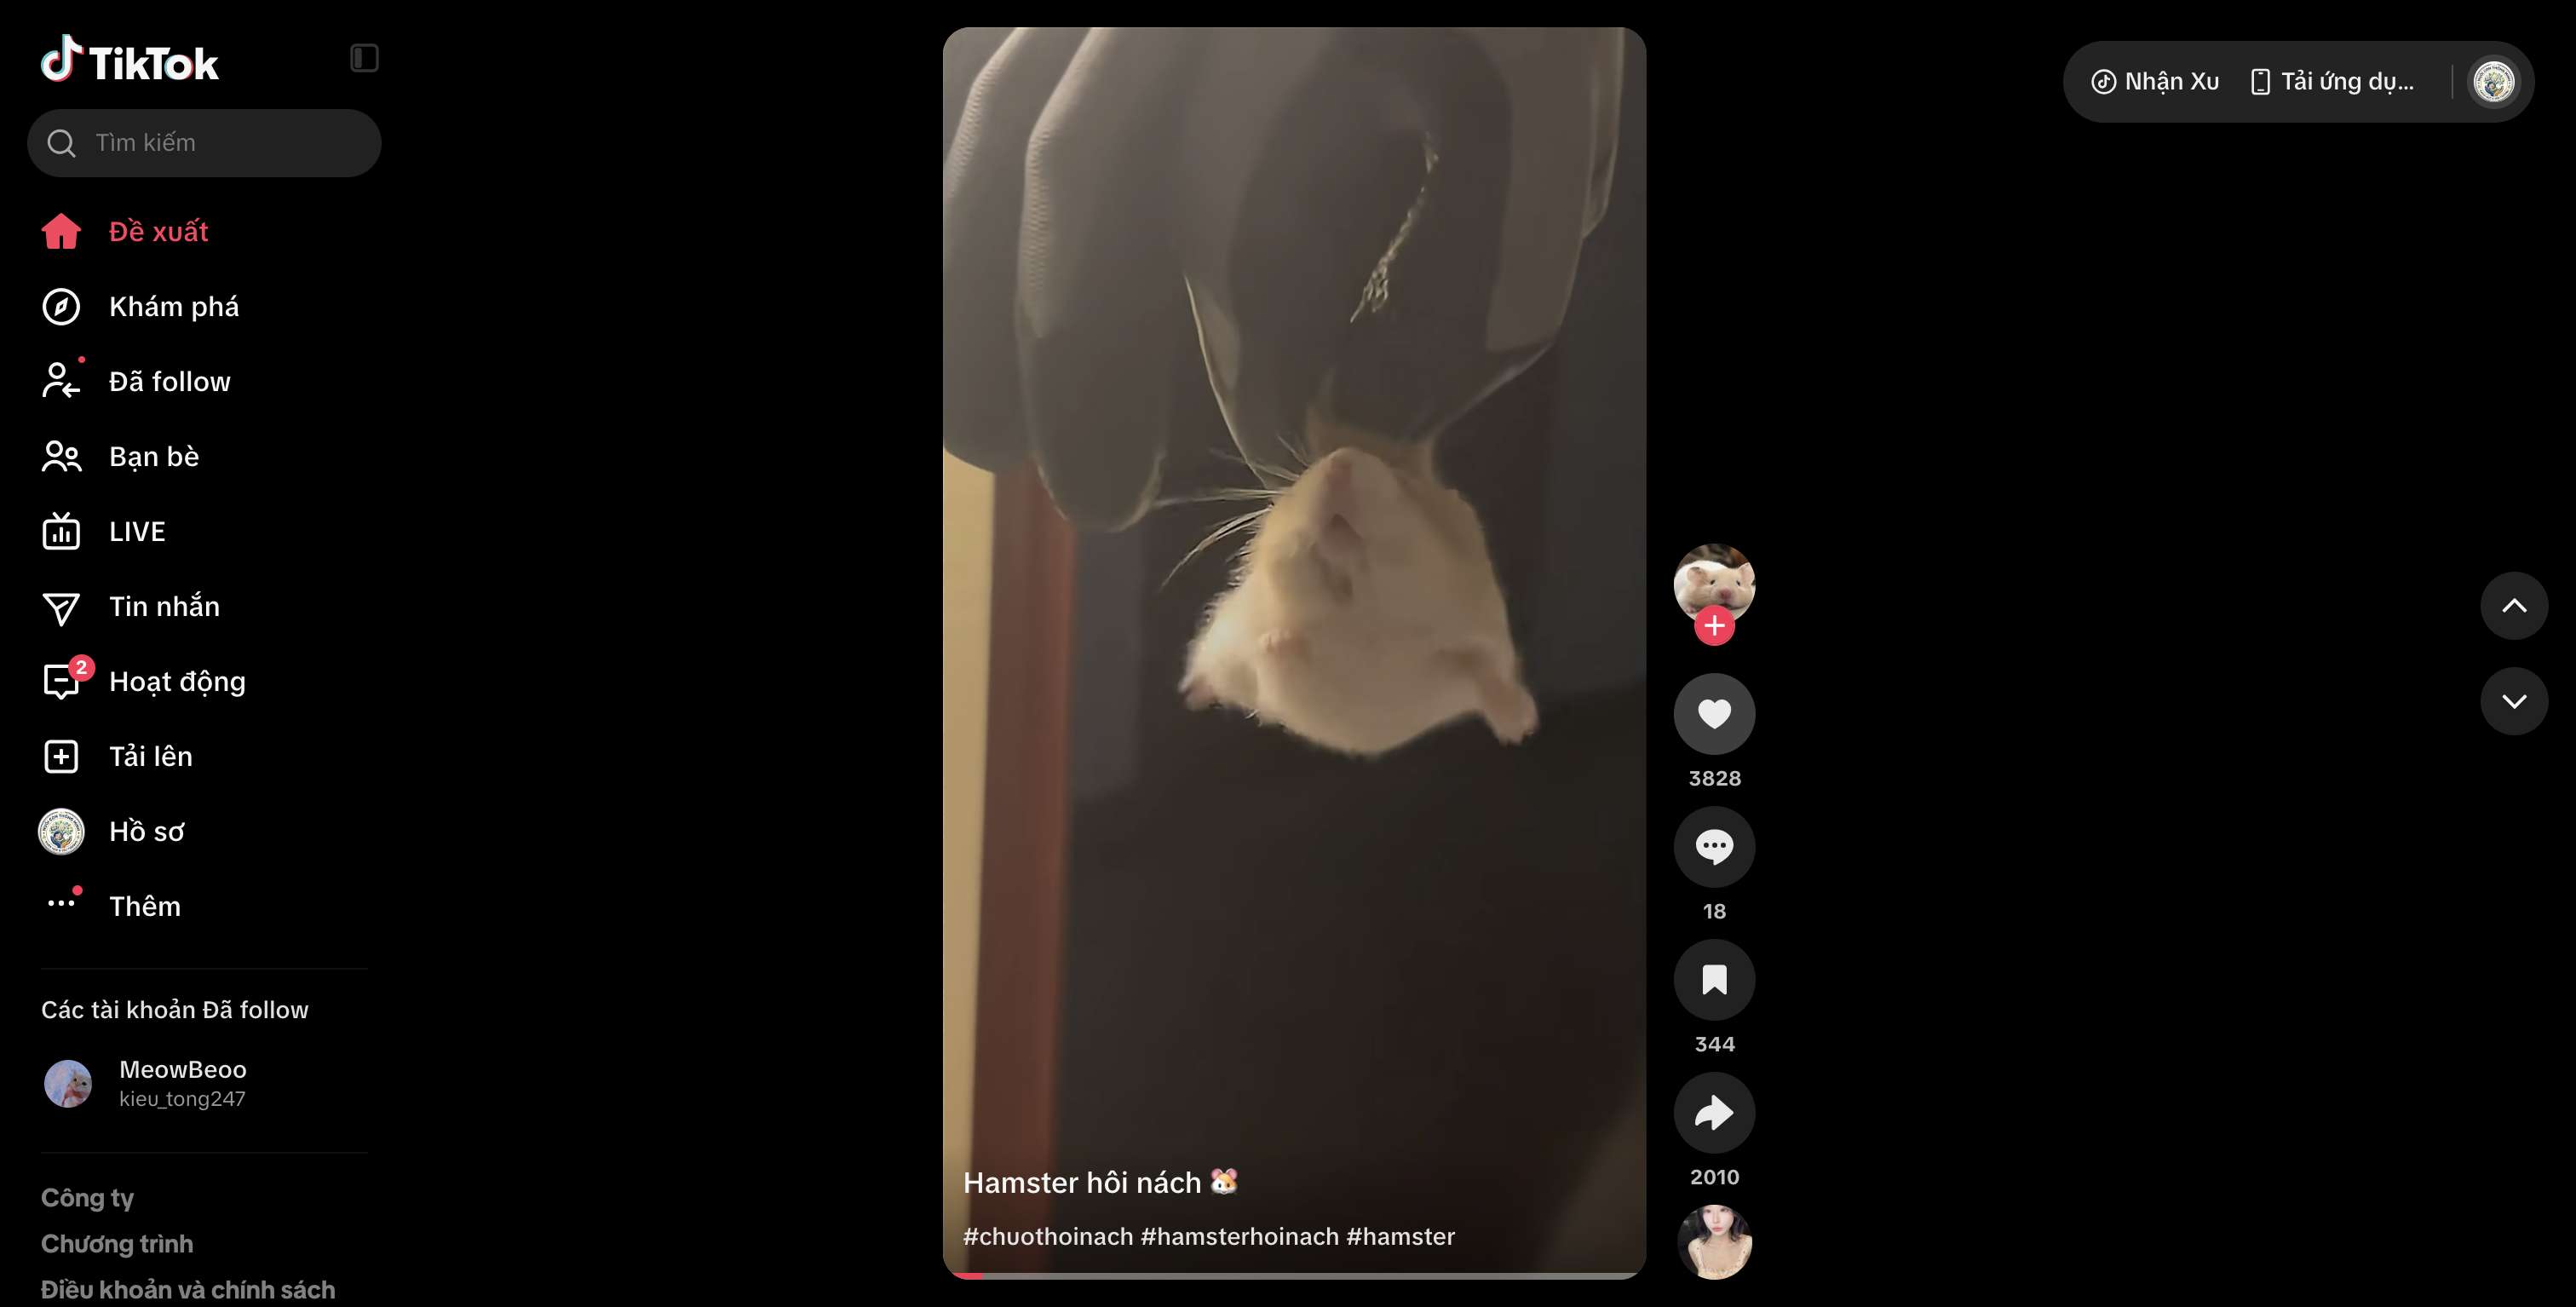 TikTok
Tìm kiếm
Đề xuất
Khám phá
Đã follow
Bạn bè
LIVE
Tin nhắn
2
Hoạt động
Tải lên
Hồ sơ
Thêm
Các tài khoản Đã follow
MeowBeoo
kieu_tong247
Công ty
Chương trình
Điều khoản và chính sách
Hamster hôi nách 🐹
#chuothoinach #hamsterhoinach #hamster
3828
18
344
2010
Nhận Xu
Tải ứng dụ...